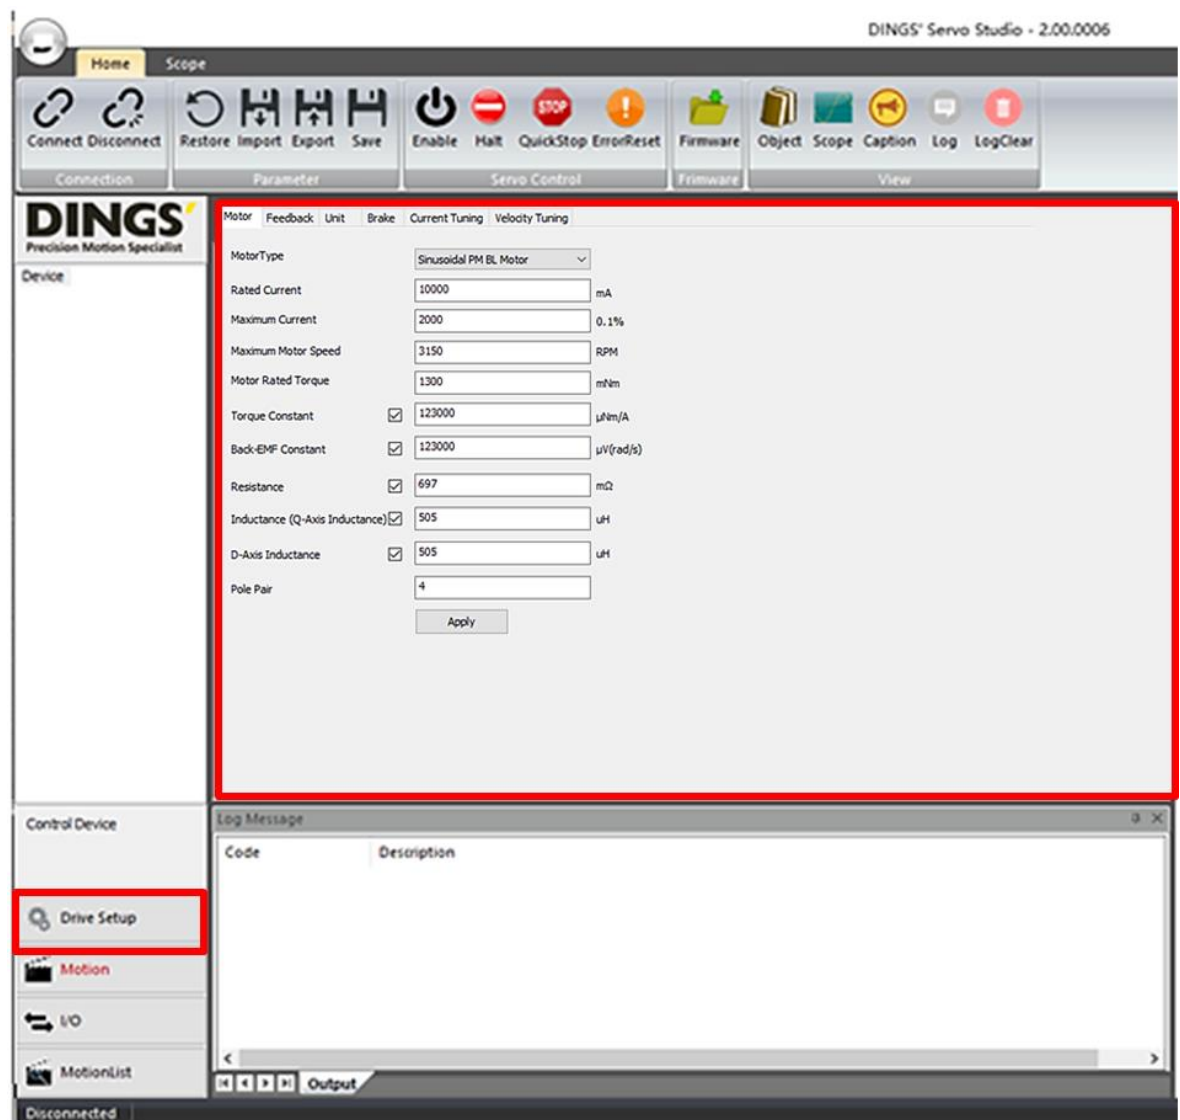 DINGS' Servo Studio - 2.00.0006
Home Scope
Connect Disconnect Restore Import Export Save Enable Halt QuickStop ErrorReset Firmware Object Scope Caption Log LogClear
Connection Parameter Servo Control Frimware View
DINGS'
Precision Motion Specialist
Device
Motor Feedback Unit Brake Current Tuning Velocity Tuning
MotorType Sinusoidal PM BL Motor
Rated Current 10000 mA
Maximum Current 2000 0.1%
Maximum Motor Speed 3150 RPM
Motor Rated Torque 1300 mNm
Torque Constant 123000 µNm/A
Back-EMF Constant 123000 µV(rad/s)
Resistance 697 mΩ
Inductance (Q-Axis Inductance) 505 uH
D-Axis Inductance 505 uH
Pole Pair 4
Apply
Control Device
Drive Setup
Motion
I/O
MotionList
Log Message
Code Description
Output
Disconnected